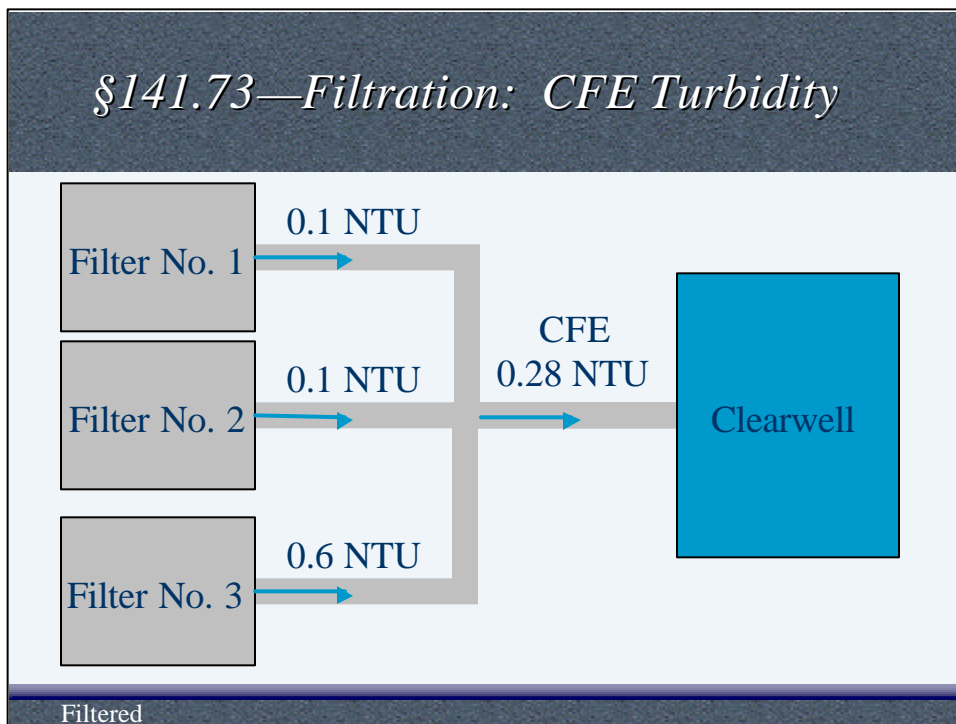 §141.73—Filtration: CFE Turbidity
0.1 NTU
Filter No. 1
CFE
0.28 NTU
0.1 NTU
Filter No. 2
Clearwell
0.6 NTU
Filter No. 3
Filtered